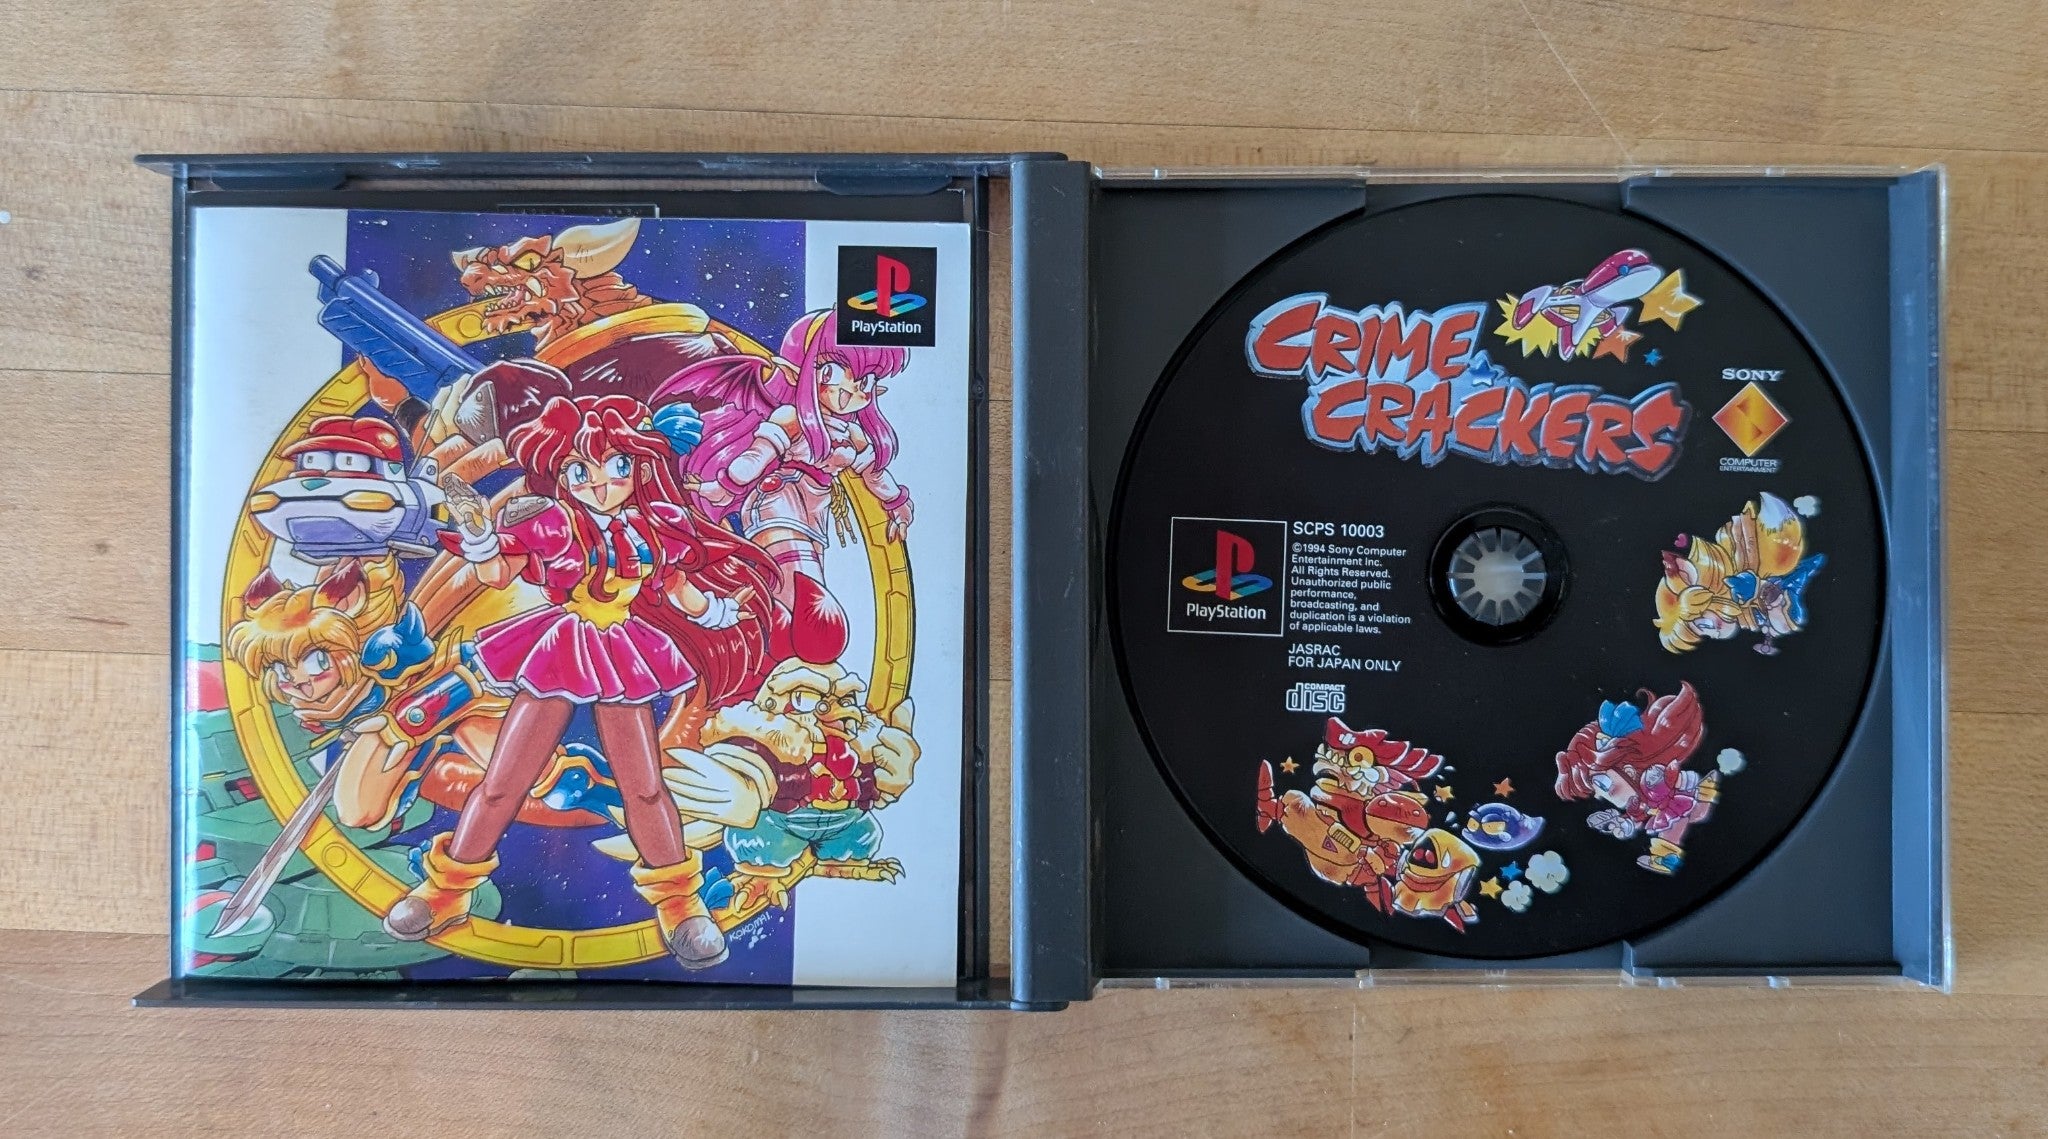 PlayStation
KOKOMAI.
CRIME
CRACKERS
SONY
COMPUTER
ENTERTAINMENT
PlayStation
SCPS 10003
©1994 Sony Computer
Entertainment Inc.
All Rights Reserved.
Unauthorized public
performance,
broadcasting, and
duplication is a violation
of applicable laws.
JASRAC
FOR JAPAN ONLY
COMPACT
disc